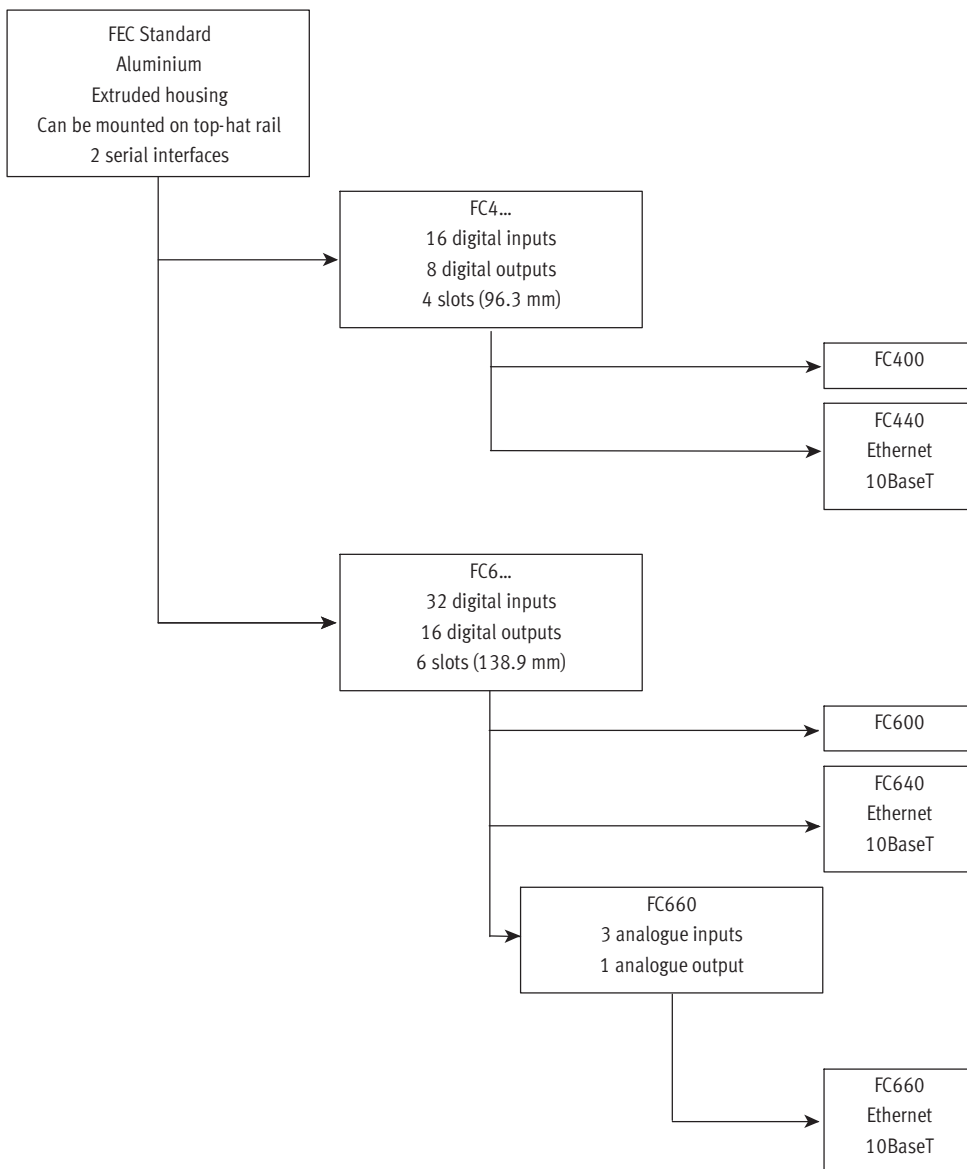 FEC Standard
Aluminium
Extruded housing
Can be mounted on top-hat rail
2 serial interfaces
FC4...
16 digital inputs
8 digital outputs
4 slots (96.3 mm)
FC400
FC440
Ethernet
10BaseT
FC6...
32 digital inputs
16 digital outputs
6 slots (138.9 mm)
FC600
FC640
Ethernet
10BaseT
FC660
3 analogue inputs
1 analogue output
FC660
Ethernet
10BaseT